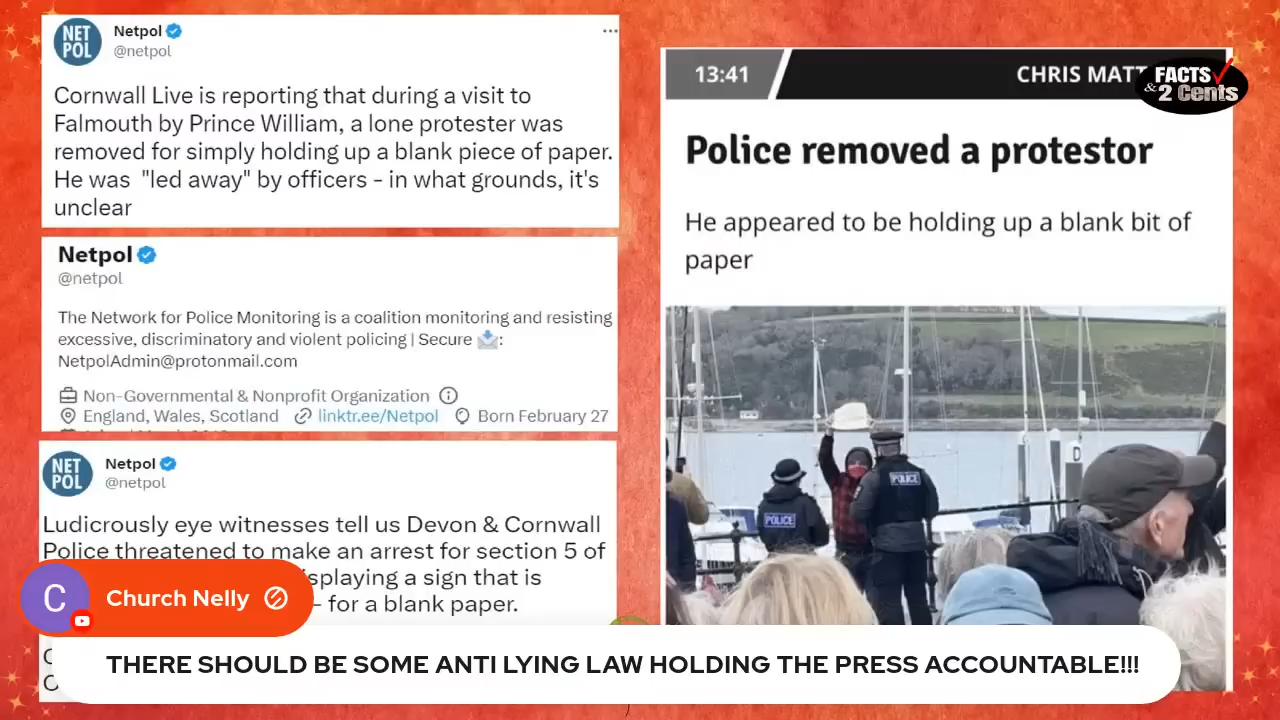 NET
POL
Netpol
@netpol
Cornwall Live is reporting that during a visit to
Falmouth by Prince William, a lone protester was
removed for simply holding up a blank piece of paper.
He was "led away" by officers - in what grounds, it's
unclear
Netpol
@netpol
The Network for Police Monitoring is a coalition monitoring and resisting
excessive, discriminatory and violent policing | Secure 📩:
NetpolAdmin@protonmail.com
Non-Governmental & Nonprofit Organization
England, Wales, Scotland linktr.ee/Netpol Born February 27
NET
POL
Netpol
@netpol
Ludicrously eye witnesses tell us Devon & Cornwall
Police threatened to make an arrest for section 5 of
splaying a sign that is
- for a blank paper.
C Church Nelly
THERE SHOULD BE SOME ANTI LYING LAW HOLDING THE PRESS ACCOUNTABLE!!!
13:41 CHRIS MATT
FACTS
& 2 Cents
Police removed a protestor
He appeared to be holding up a blank bit of
paper
POLICE
POLICE
D